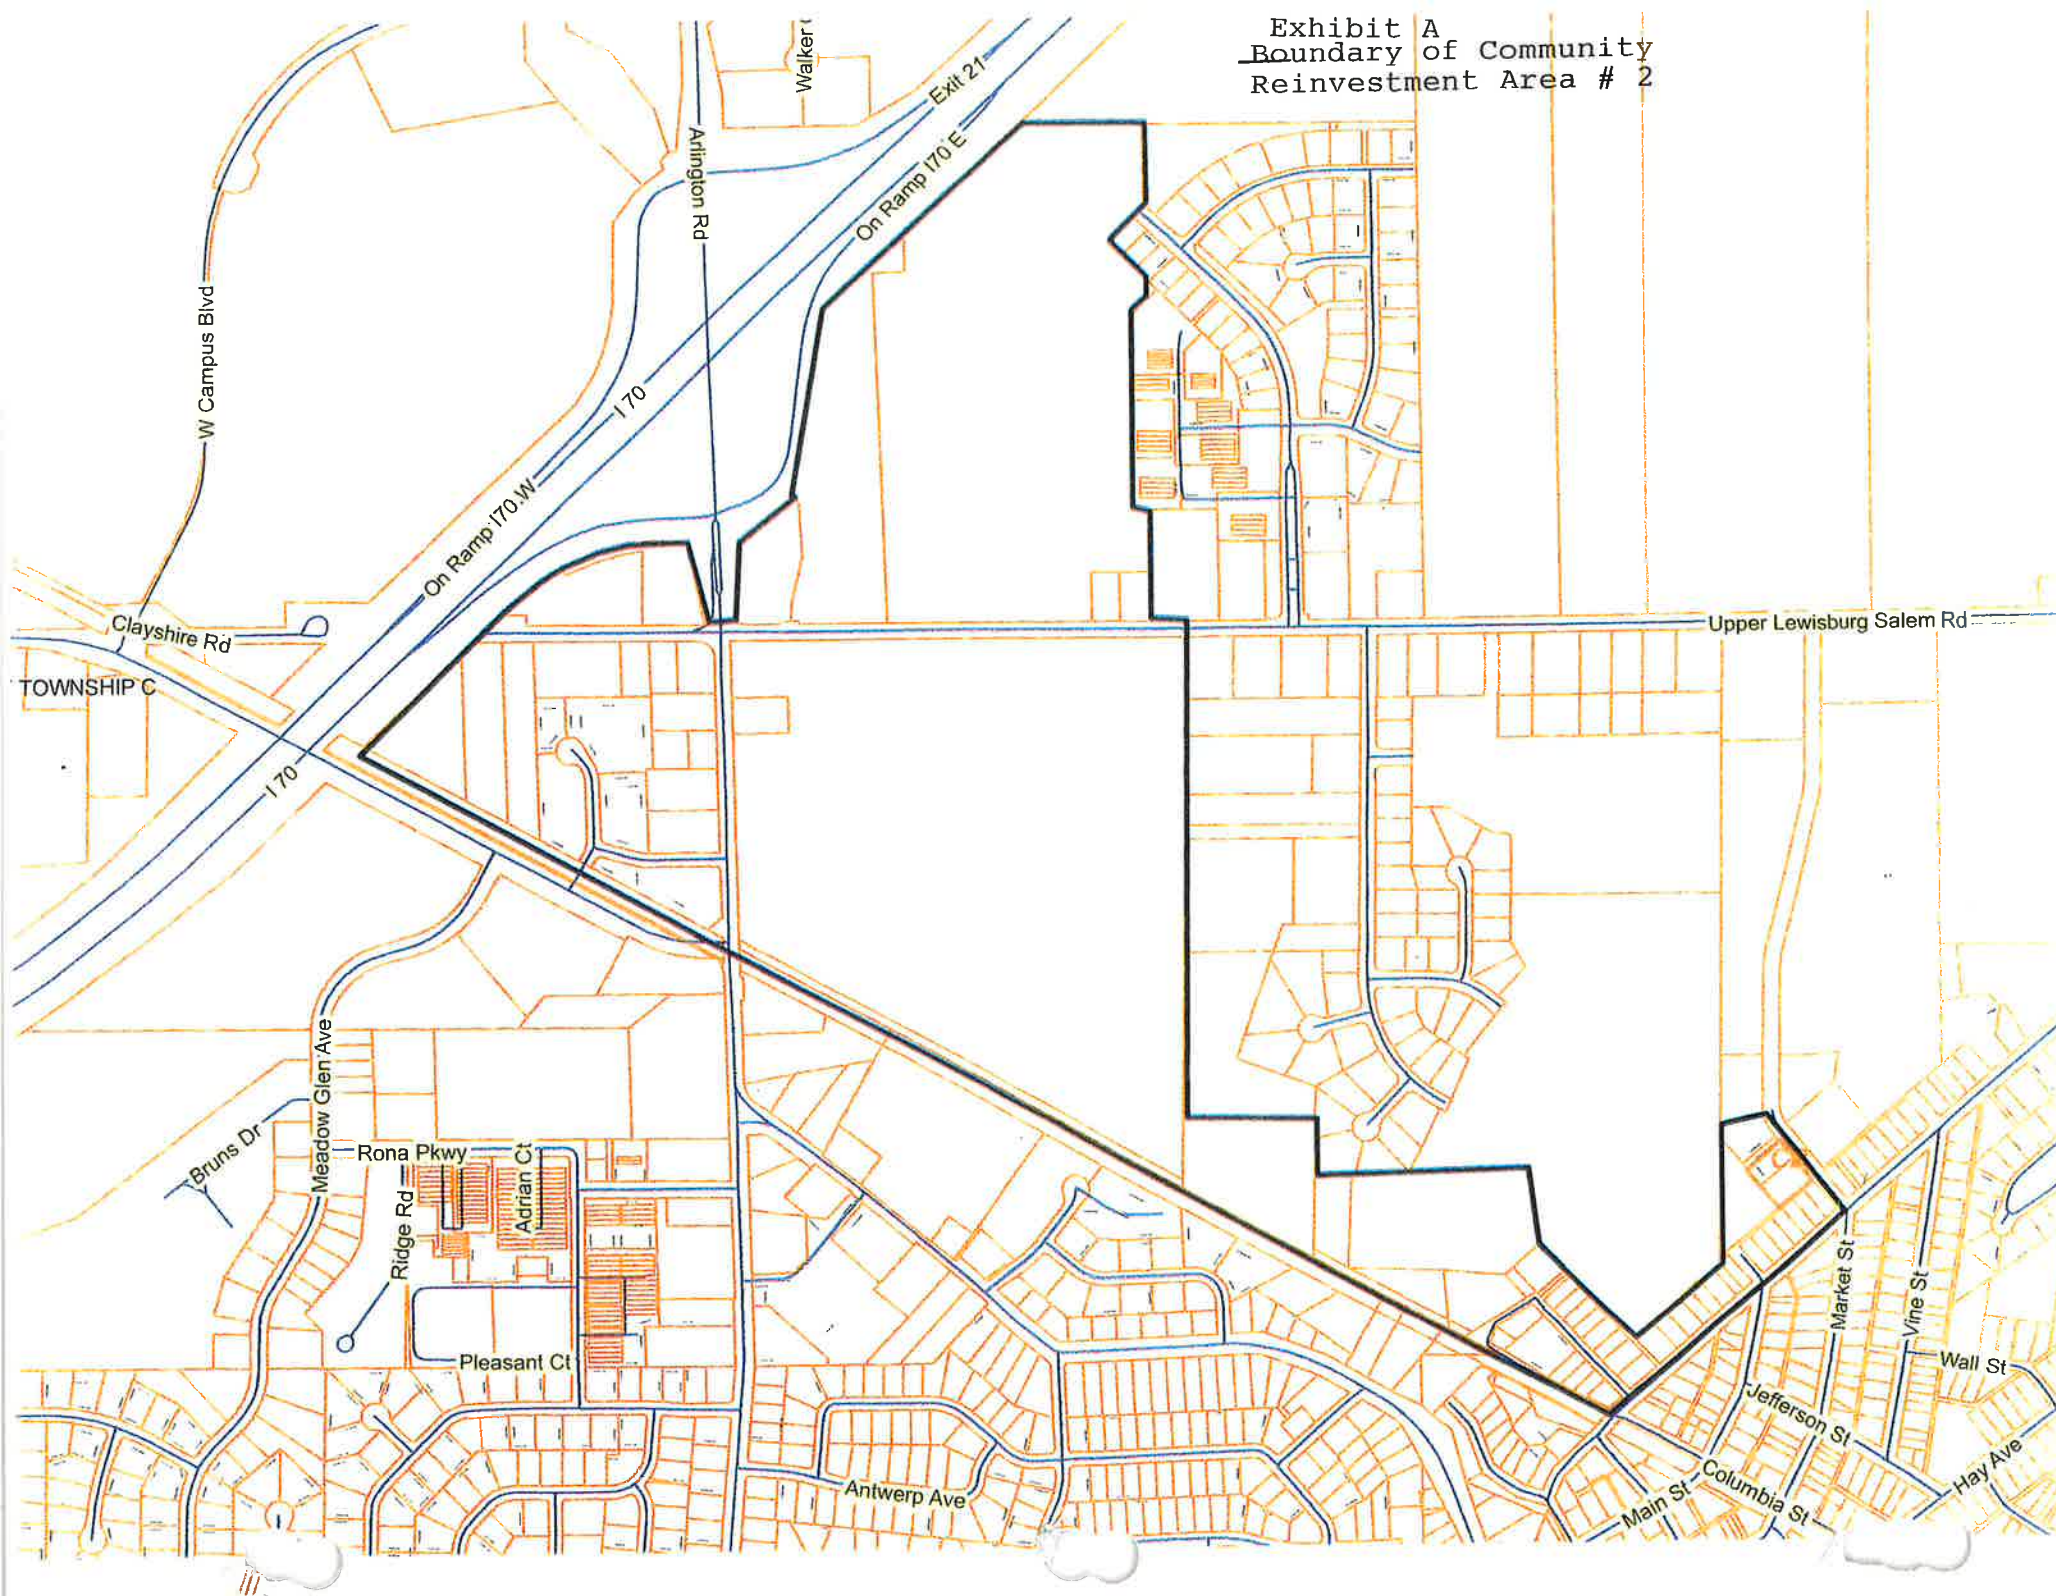 Exhibit A
Boundary of Community
Reinvestment Area # 2
Walker
Exit 21
Arlington Rd
On Ramp I70 E
W Campus Blvd
I 70
On Ramp I70 W
Clayshire Rd
Upper Lewisburg Salem Rd
TOWNSHIP C
I 70
Meadow Glen Ave
Bruns Dr
Rona Pkwy
Adrian Ct
Ridge Rd
Market St
Vine St
Pleasant Ct
Wall St
Jefferson St
Antwerp Ave
Columbia St
Main St
Hay Ave